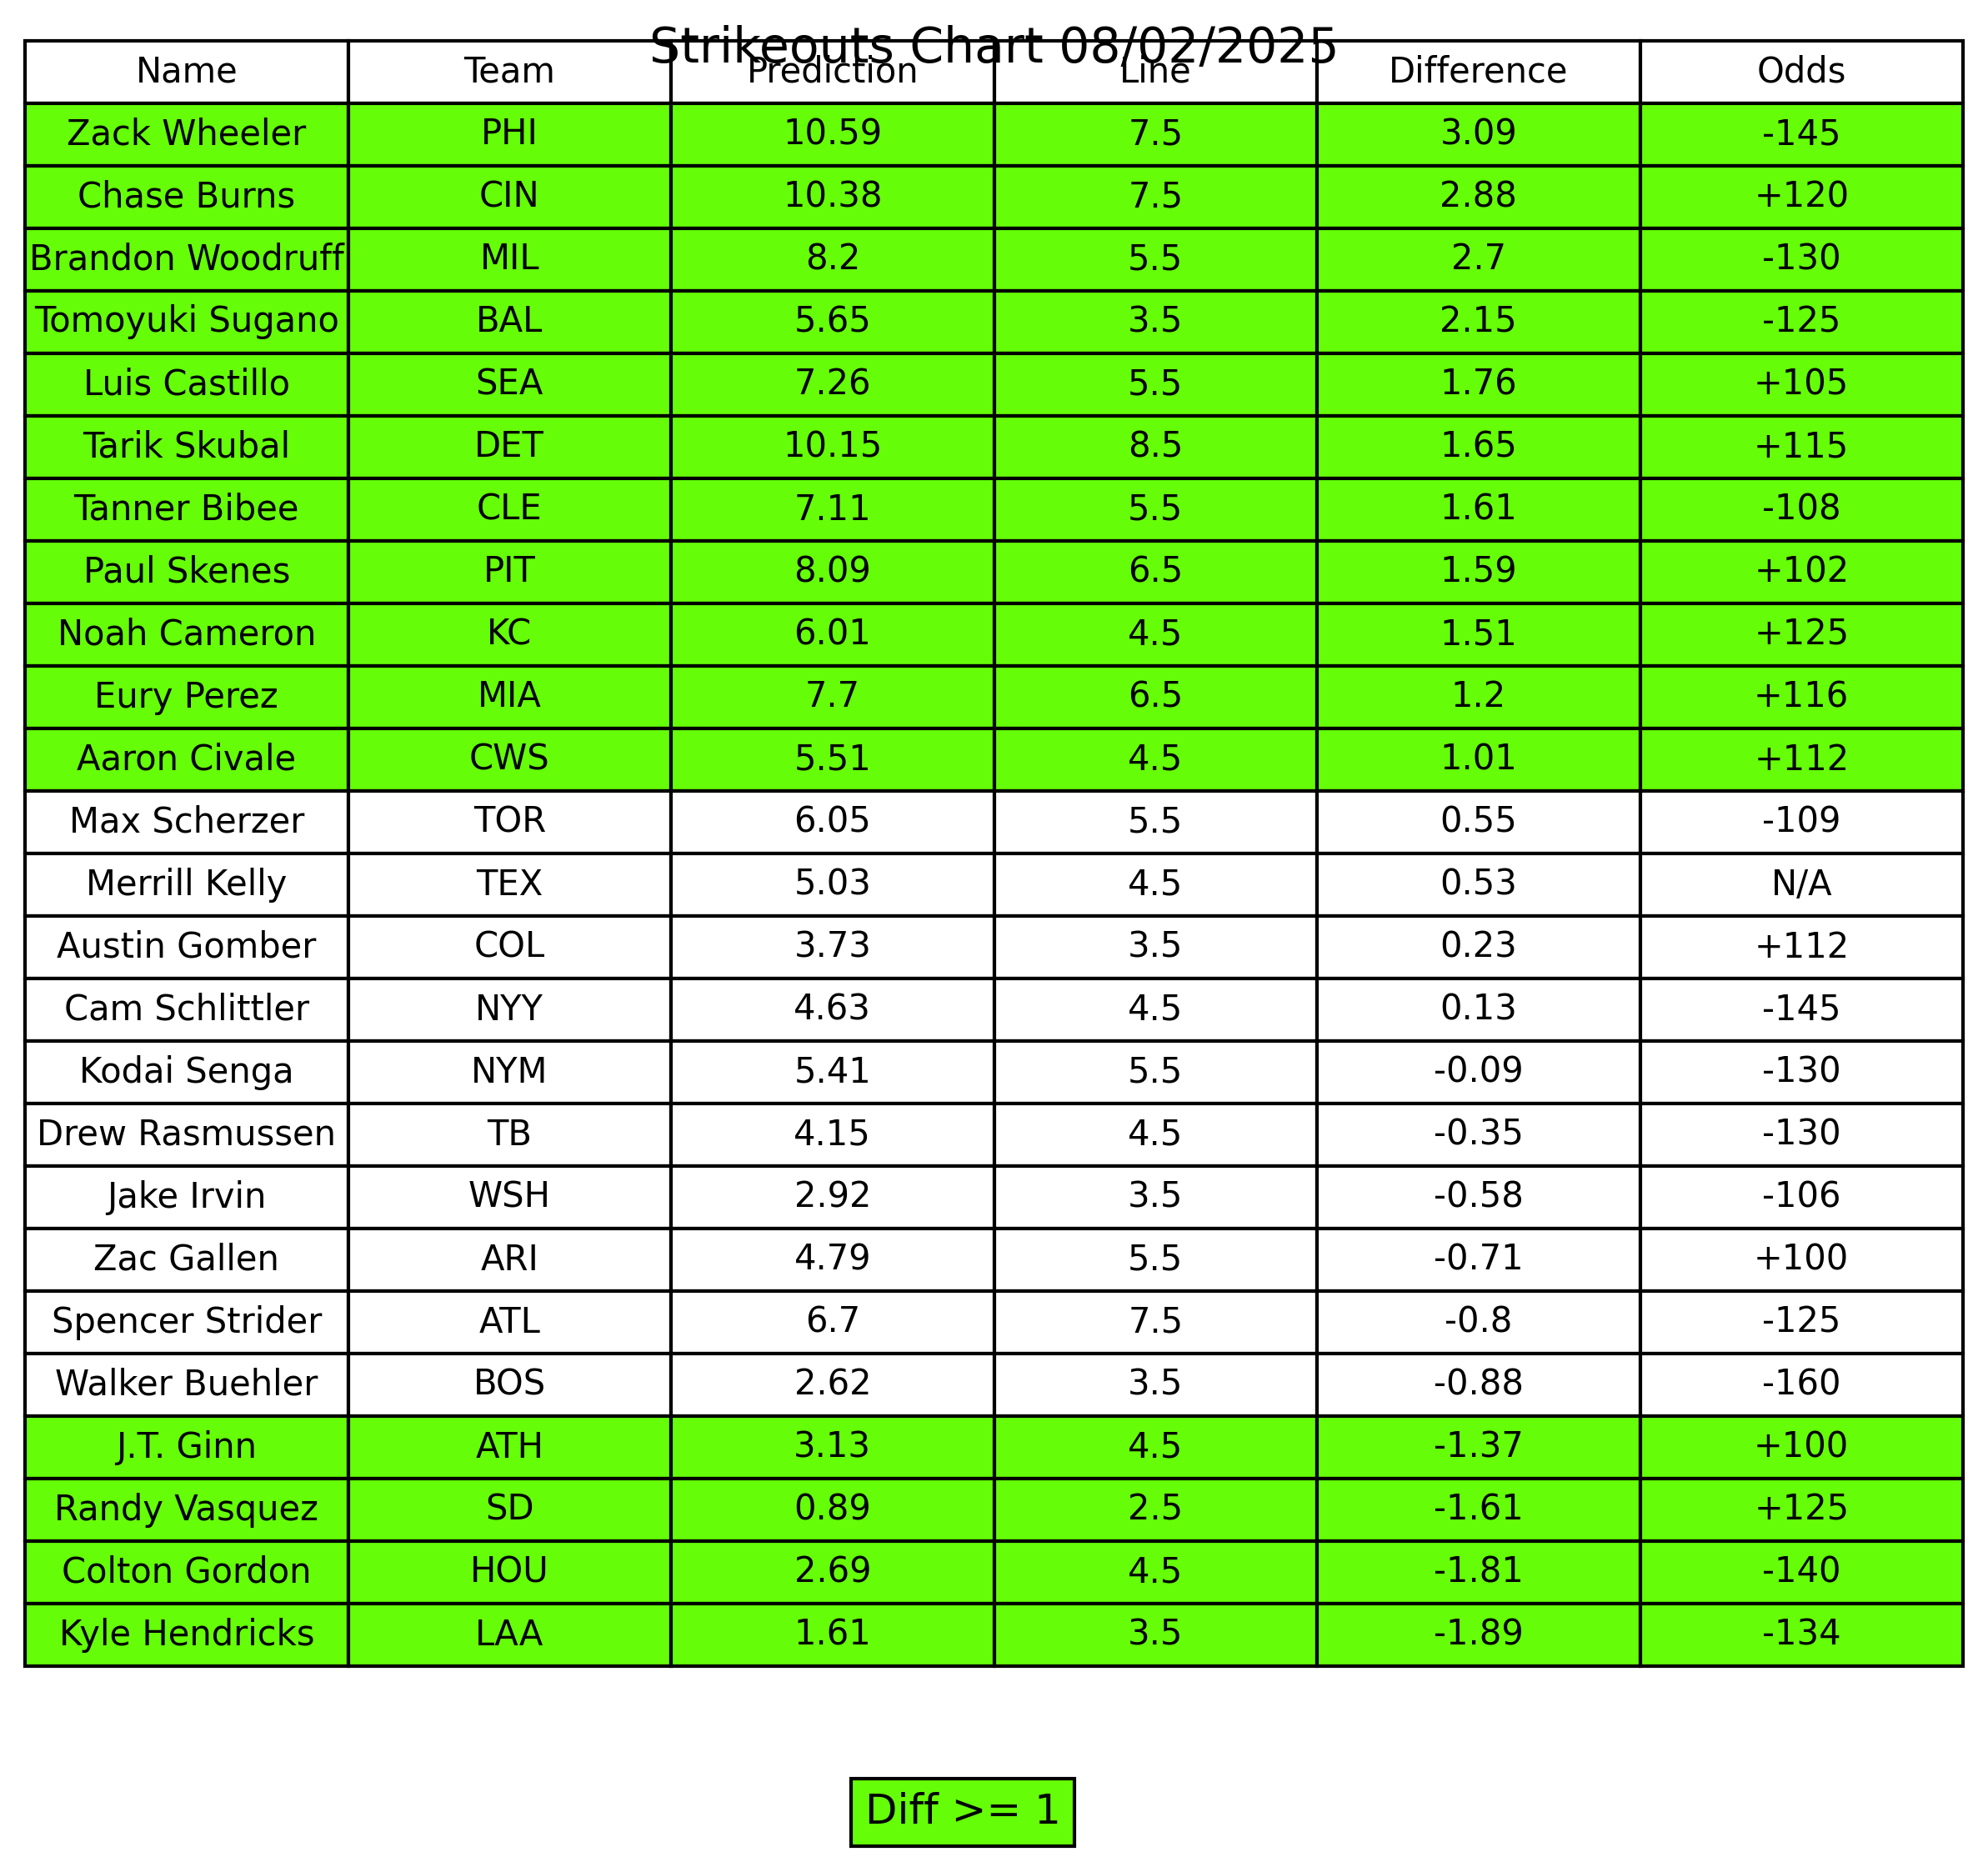 Strikeouts Chart 08/02/2025
Name Team Prediction Line Difference Odds
Zack Wheeler PHI 10.59 7.5 3.09 -145
Chase Burns CIN 10.38 7.5 2.88 +120
Brandon Woodruff MIL 8.2 5.5 2.7 -130
Tomoyuki Sugano BAL 5.65 3.5 2.15 -125
Luis Castillo SEA 7.26 5.5 1.76 +105
Tarik Skubal DET 10.15 8.5 1.65 +115
Tanner Bibee CLE 7.11 5.5 1.61 -108
Paul Skenes PIT 8.09 6.5 1.59 +102
Noah Cameron KC 6.01 4.5 1.51 +125
Eury Perez MIA 7.7 6.5 1.2 +116
Aaron Civale CWS 5.51 4.5 1.01 +112
Max Scherzer TOR 6.05 5.5 0.55 -109
Merrill Kelly TEX 5.03 4.5 0.53 N/A
Austin Gomber COL 3.73 3.5 0.23 +112
Cam Schlittler NYY 4.63 4.5 0.13 -145
Kodai Senga NYM 5.41 5.5 -0.09 -130
Drew Rasmussen TB 4.15 4.5 -0.35 -130
Jake Irvin WSH 2.92 3.5 -0.58 -106
Zac Gallen ARI 4.79 5.5 -0.71 +100
Spencer Strider ATL 6.7 7.5 -0.8 -125
Walker Buehler BOS 2.62 3.5 -0.88 -160
J.T. Ginn ATH 3.13 4.5 -1.37 +100
Randy Vasquez SD 0.89 2.5 -1.61 +125
Colton Gordon HOU 2.69 4.5 -1.81 -140
Kyle Hendricks LAA 1.61 3.5 -1.89 -134
Diff >= 1